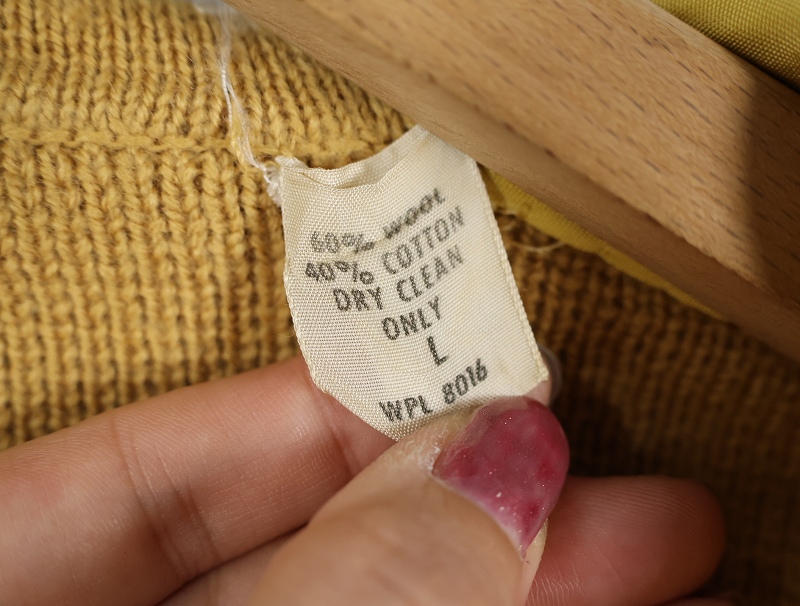 60% WOOL
40% COTTON
DRY CLEAN
ONLY
L
WPL 8016